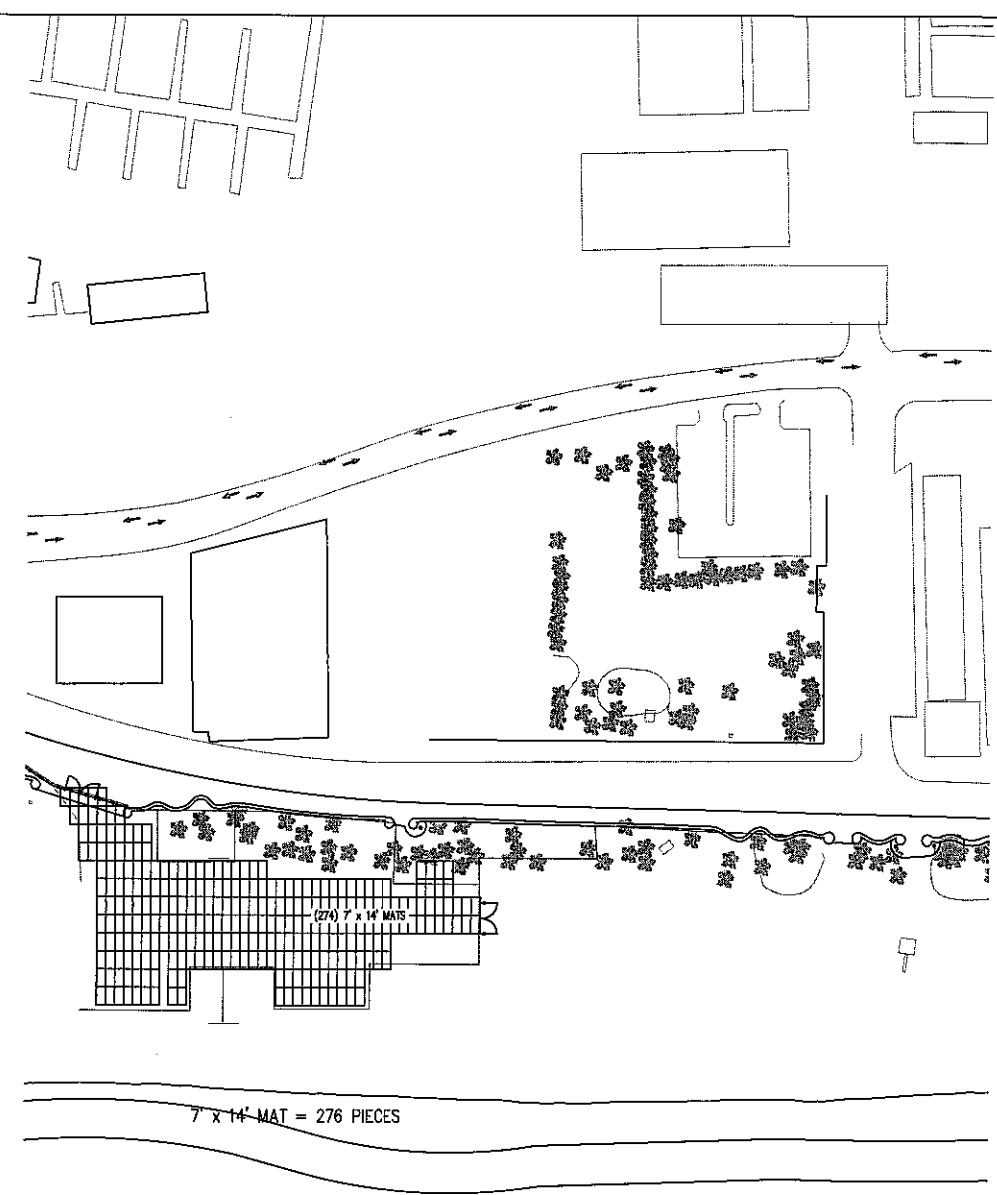 (274) 7' x 14' MATS
7' x 14' MAT = 276 PIECES